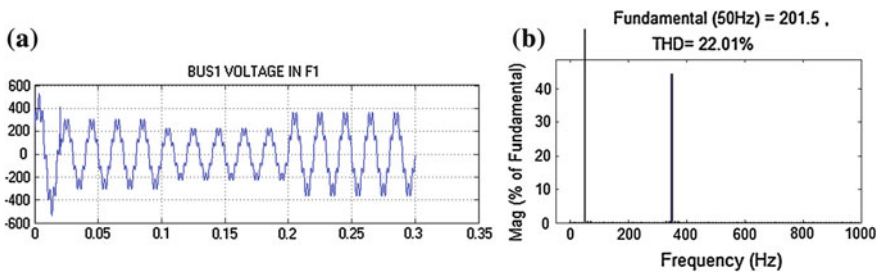 (a)
BUS1 VOLTAGE IN F1
600
400
200
0
-200
-400
-600
0 0.05 0.1 0.15 0.2 0.25 0.3 0.35
(b)
Fundamental (50Hz) = 201.5 ,
THD= 22.01%
Mag (% of Fundamental)
40
30
20
10
0
0 200 400 600 800 1000
Frequency (Hz)